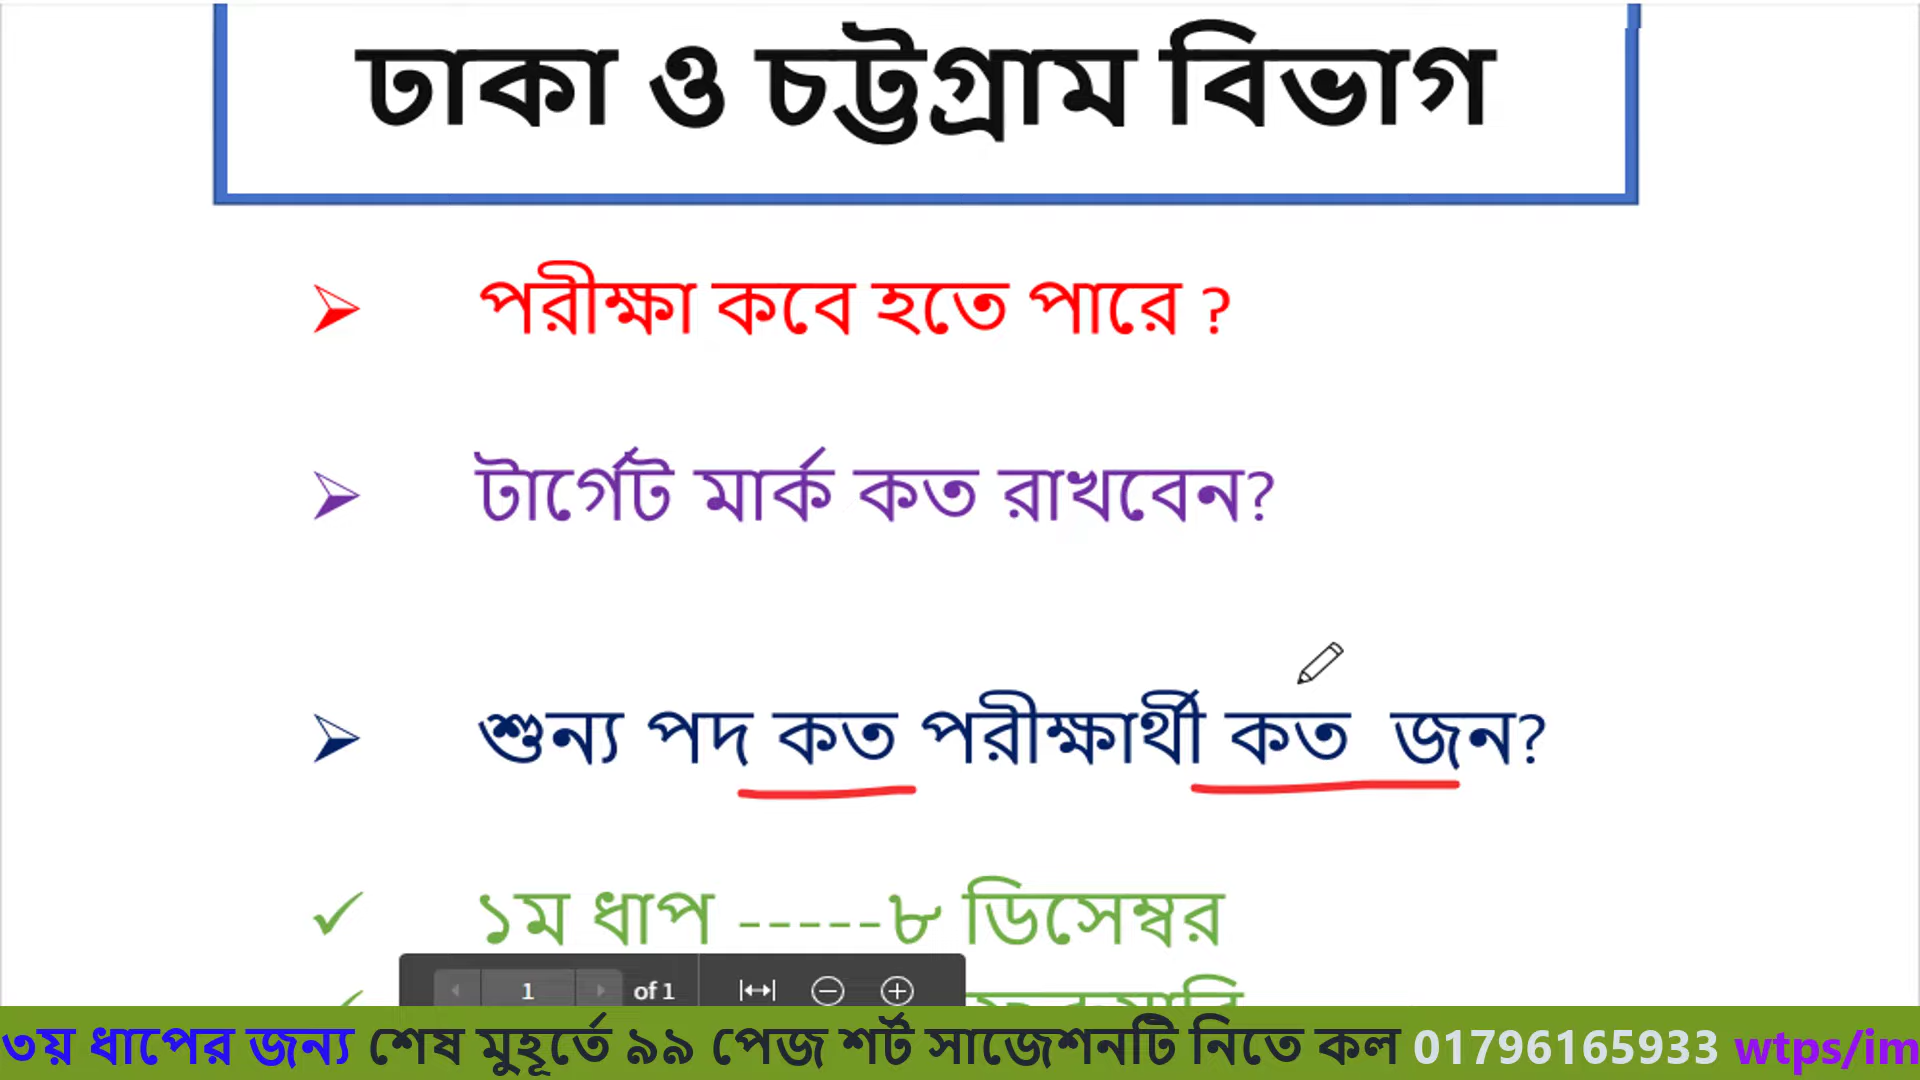 ঢাকা ও চট্টগ্রাম বিভাগ
পরীক্ষা কবে হতে পারে ?
টার্গেট মার্ক কত রাখবেন?
শুন্য পদ কত পরীক্ষার্থী কত জন?
১ম ধাপ -----৮ ডিসেম্বর
1 of 1
৩য় ধাপের জন্য শেষ মুহূর্তে ৯৯ পেজ শর্ট সাজেশনটি নিতে কল 01796165933 wtps/im